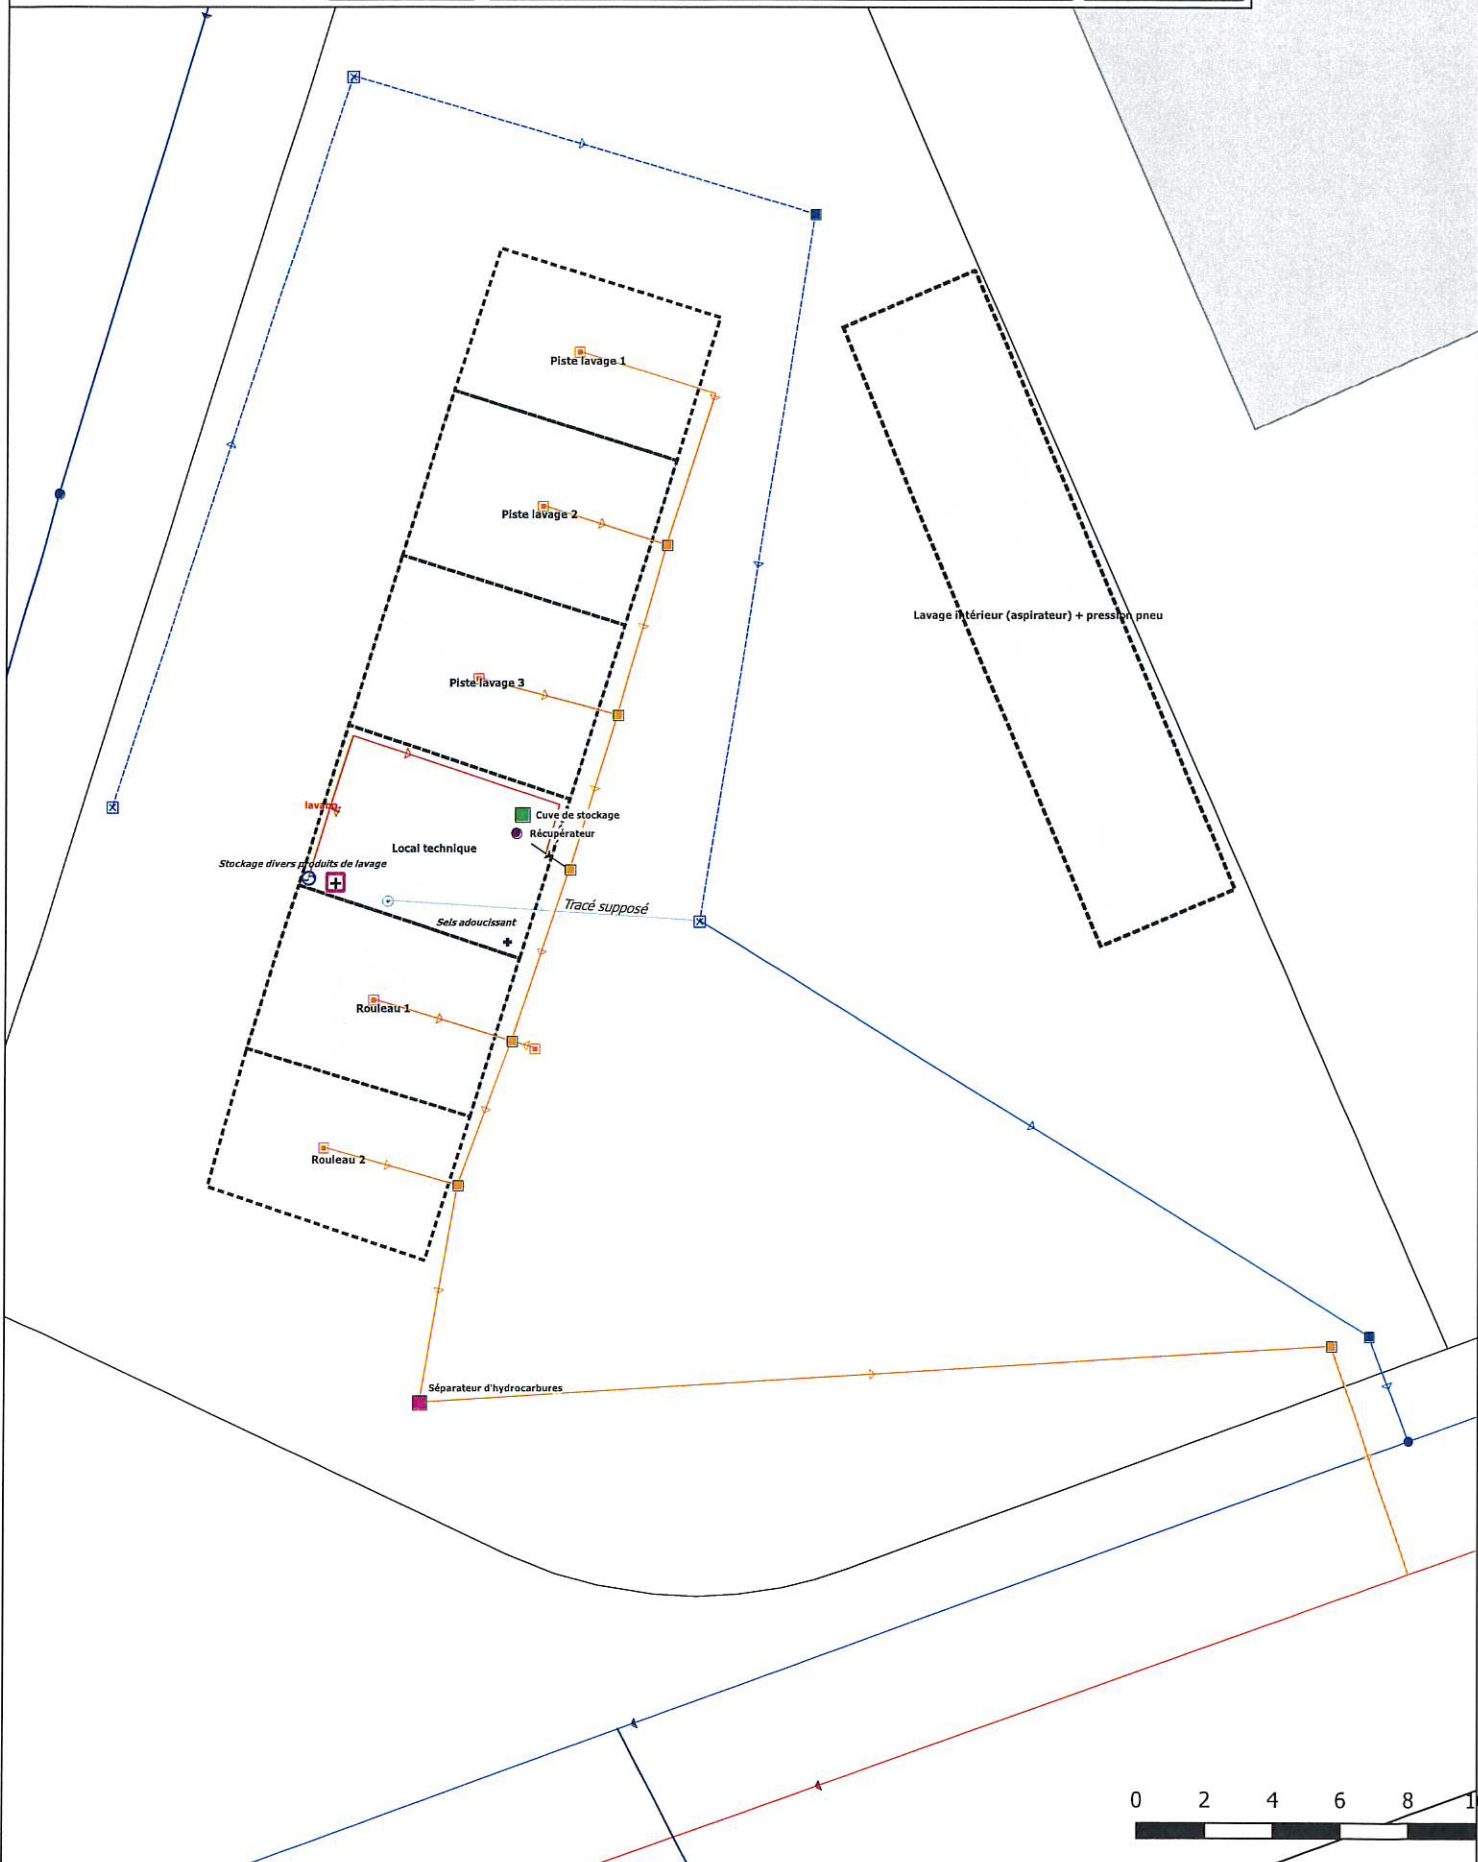 Piste lavage 1
Piste lavage 2
Lavage intérieur (aspirateur) + pression pneu
Piste lavage 3
lavabo
Cuve de stockage
Récupérateur
Local technique
Stockage divers produits de lavage
Tracé supposé
Sels adoucissant
Rouleau 1
Rouleau 2
Séparateur d'hydrocarbures
0 2 4 6 8